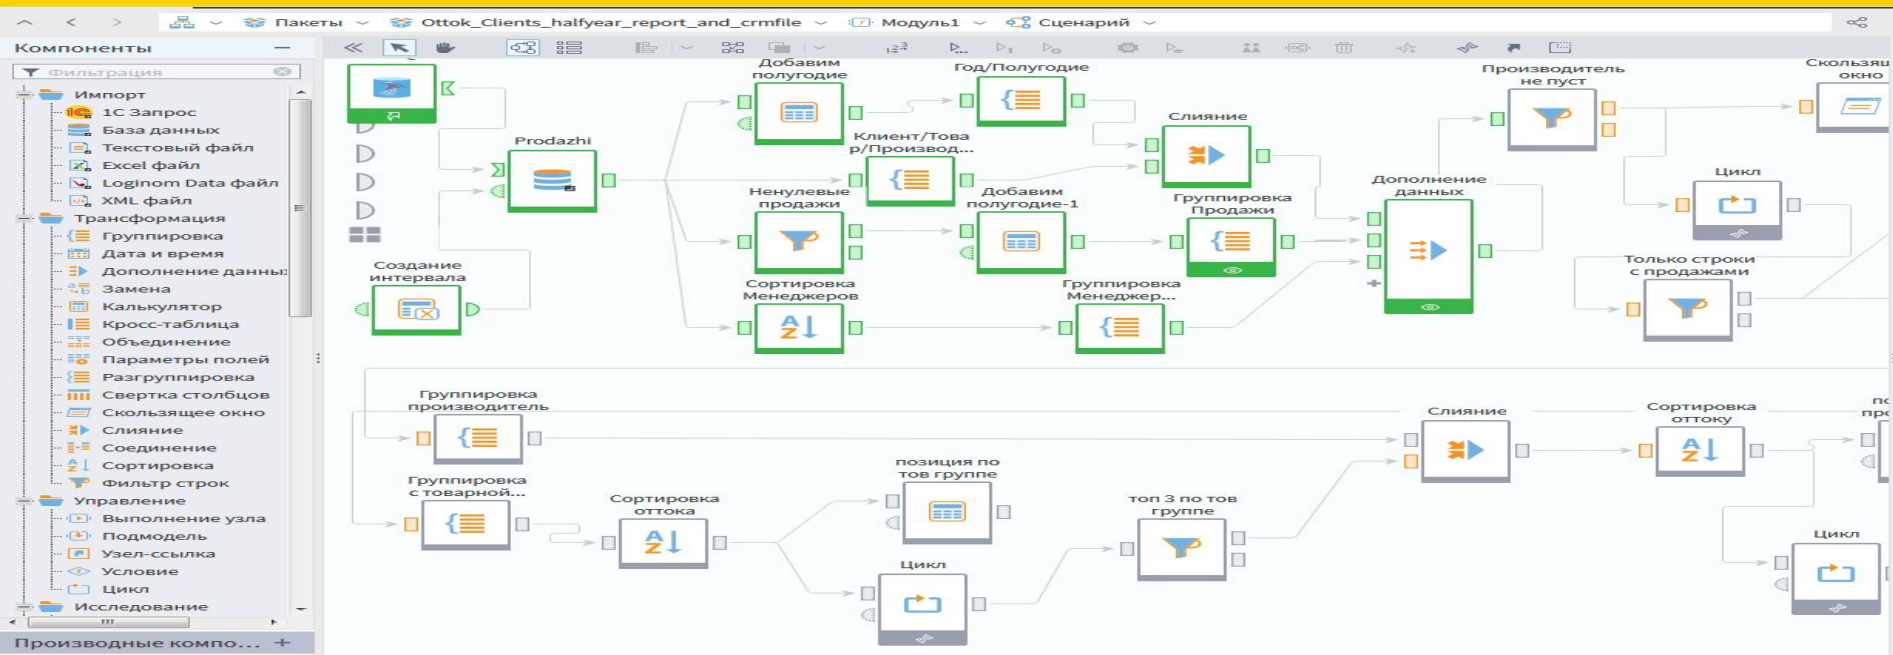 Пакеты
Ottok_Clients_halfyear_report_and_crmfile
Модуль1
Сценарий
Компоненты
Фильтрация
Импорт
1С Запрос
База данных
Текстовый файл
Excel файл
Loginom Data файл
XML файл
Трансформация
Группировка
Дата и время
Дополнение данны
Замена
Калькулятор
Кросс-таблица
Объединение
Параметры полей
Разгруппировка
Свертка столбцов
Скользящее окно
Слияние
Соединение
Сортировка
Фильтр строк
Управление
Выполнение узла
Подмодель
Узел-ссылка
Условие
Цикл
Исследование
Производные компо...
Создание
интервала
Prodazhi
Добавим
полугодие
Год/Полугодие
Клиент/Това
р/Производ...
Слияние
Ненулевые
продажи
Добавим
полугодие-1
Группировка
Продажи
Сортировка
Менеджеров
Группировка
Менеджер...
Дополнение
данных
Производитель
не пуст
Скользящ
окно
Цикл
Только строки
с продажами
Группировка
производитель
Группировка
с товарной...
Сортировка
оттока
позиция по
тов группе
Цикл
топ 3 по тов
группе
Слияние
Сортировка
оттоку
по
про
Цикл